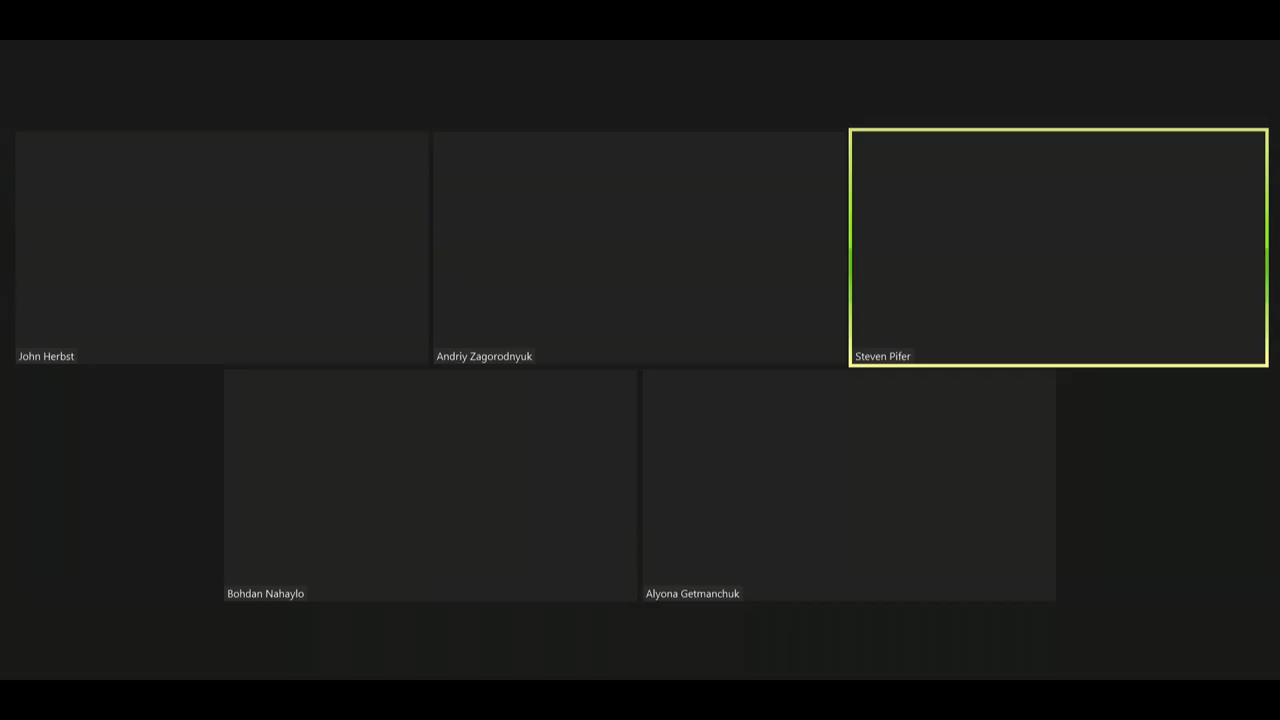 John Herbst
Andriy Zagorodnyuk
Steven Pifer
Bohdan Nahaylo
Alyona Getmanchuk